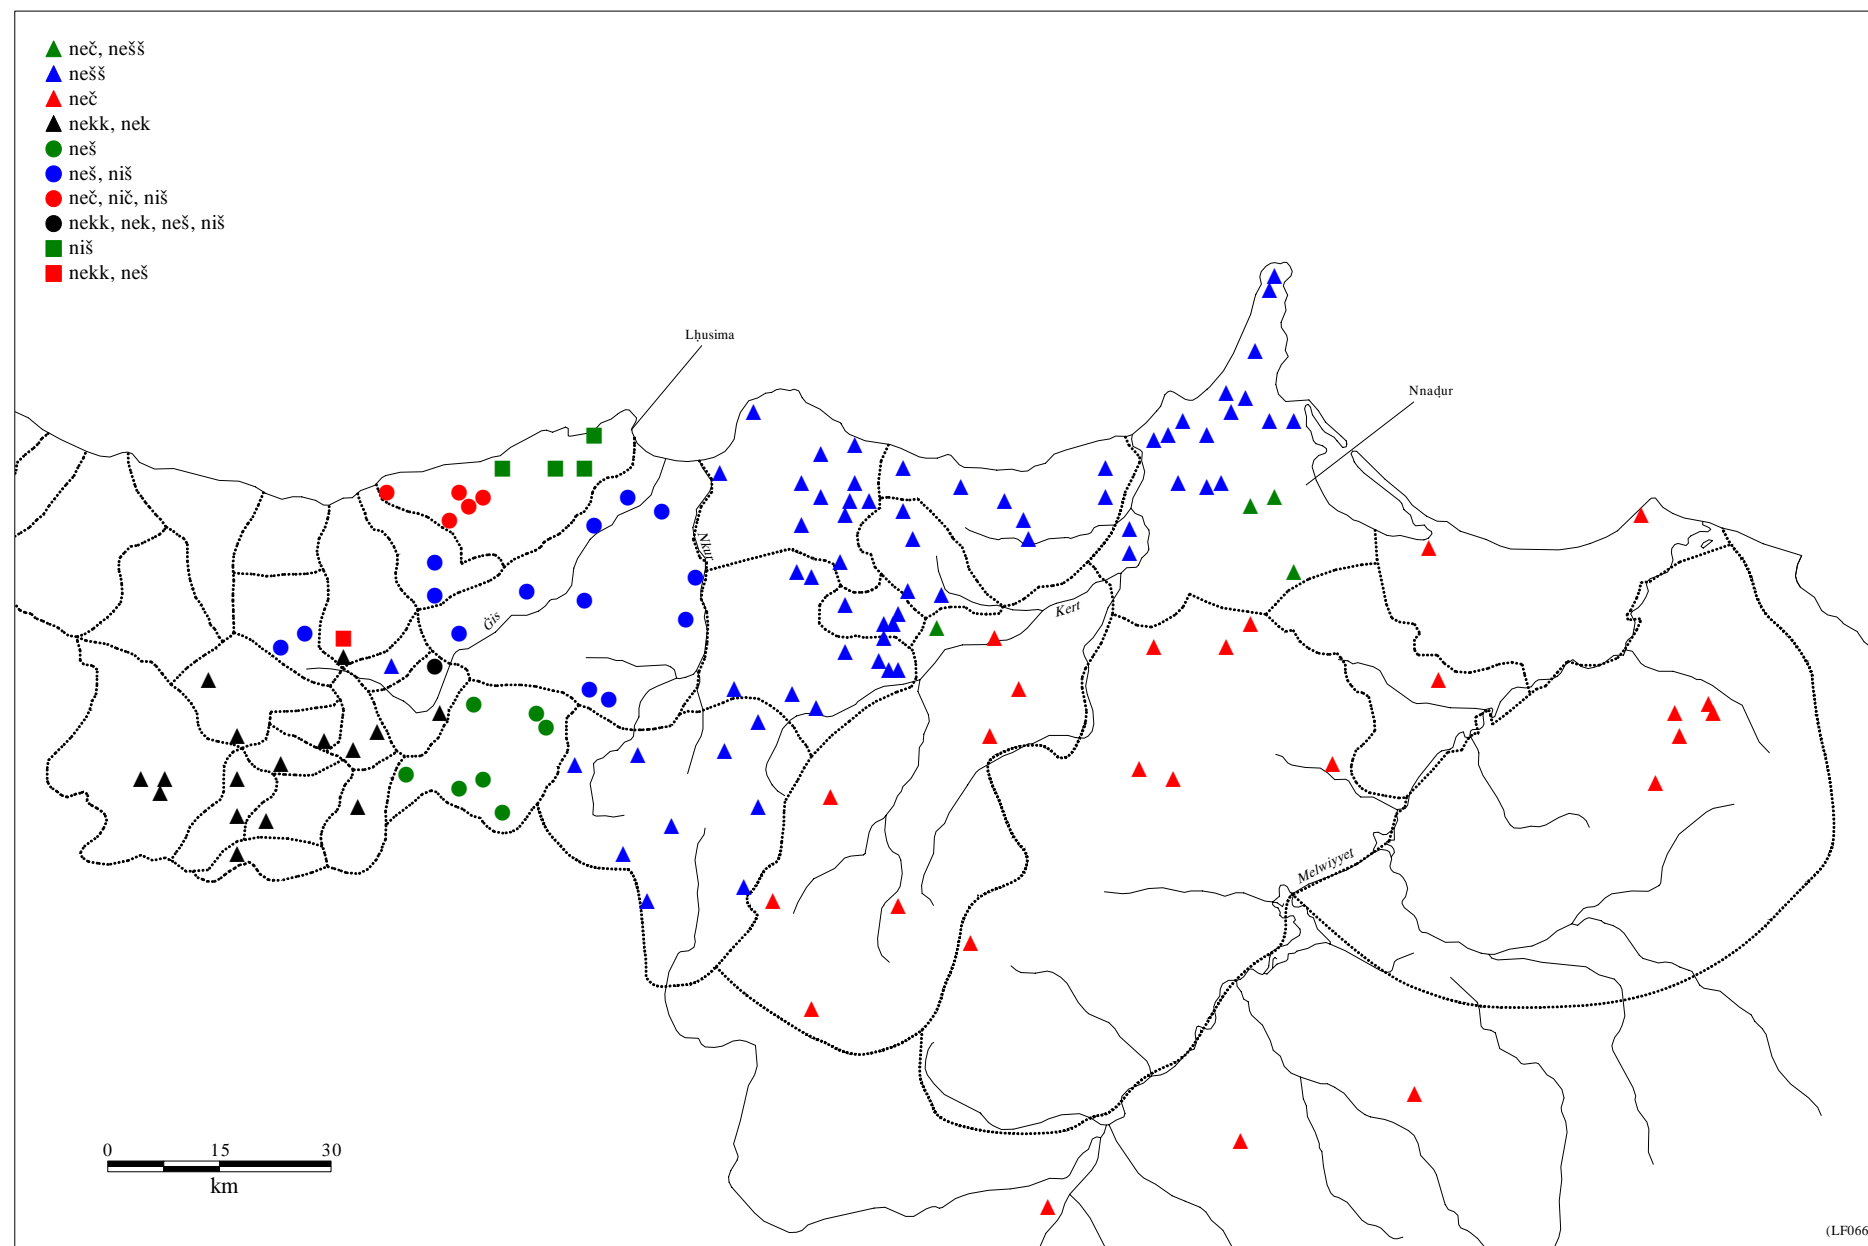 neč, nešš
nešš
neč
nekk, nek
neš
neš, niš
neč, nič, niš
nekk, nek, neš, niš
niš
nekk, neš
Lḥusima
Nnaḍur
Nkur
Ġis
Kert
Melwiyyet
0 15 30
km
(LF066